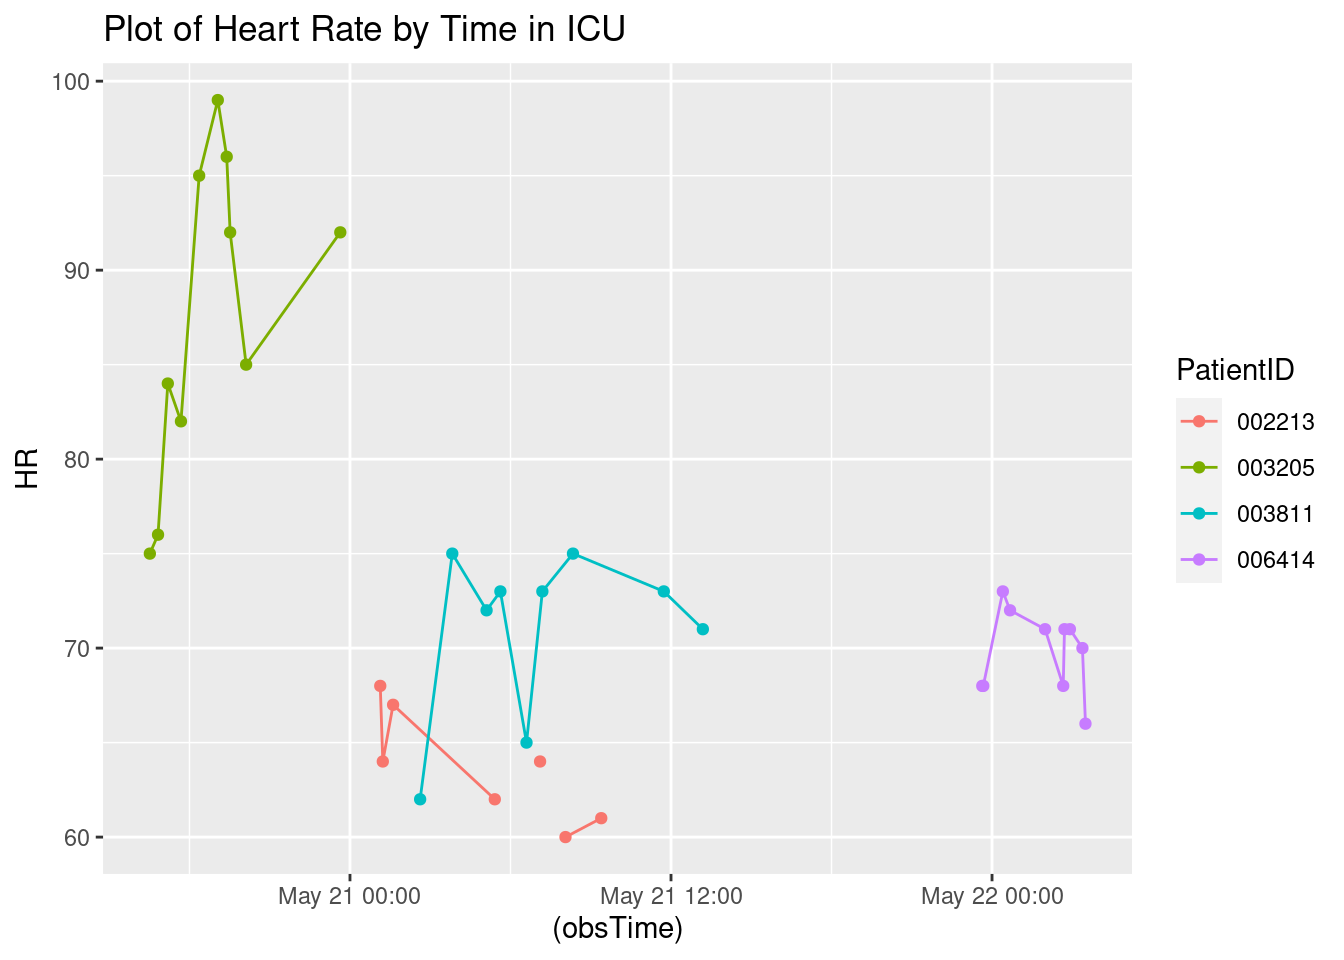 Plot of Heart Rate by Time in ICU
100
90
80
70
60
HR
May 21 00:00
May 21 12:00
May 22 00:00
(obsTime)
PatientID
002213
003205
003811
006414